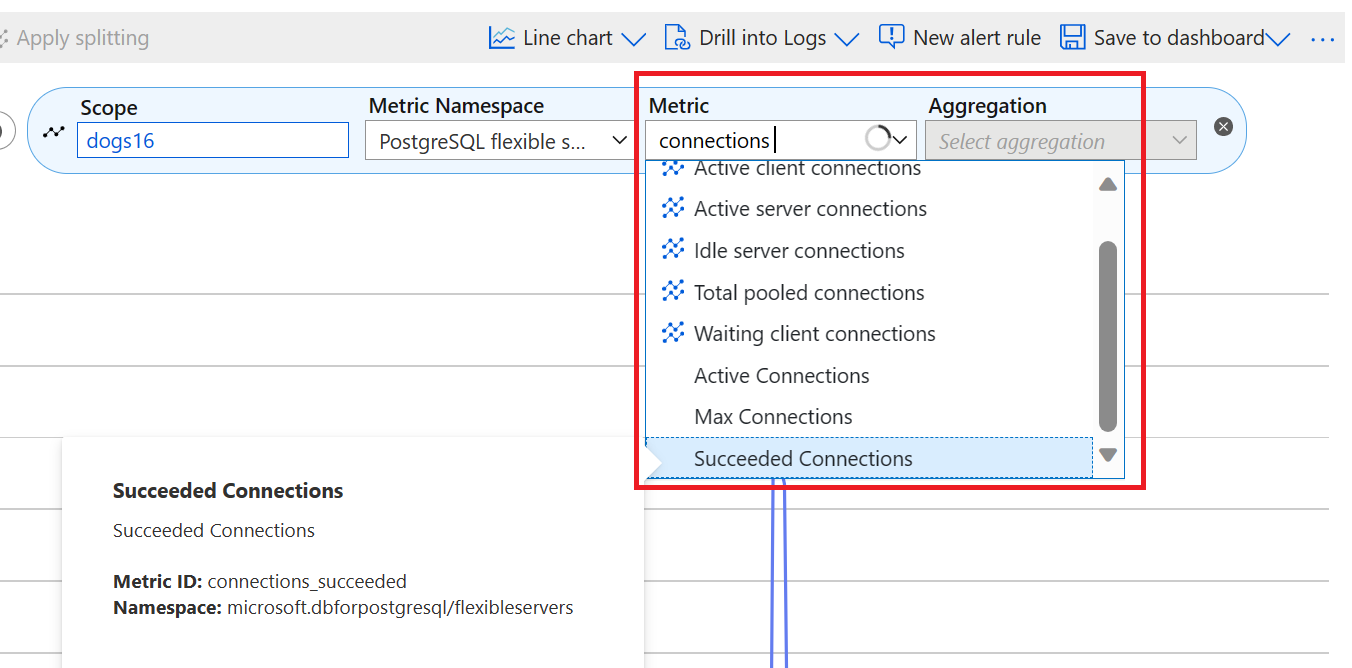 Apply splitting
Line chart
Drill into Logs
New alert rule
Save to dashboard
...
Scope
dogs16
Metric Namespace
PostgreSQL flexible s...
Metric
connections
Aggregation
Select aggregation
Active client connections
Active server connections
Idle server connections
Total pooled connections
Waiting client connections
Active Connections
Max Connections
Succeeded Connections
Succeeded Connections
Succeeded Connections
Metric ID: connections_succeeded
Namespace: microsoft.dbforpostgresql/flexibleservers